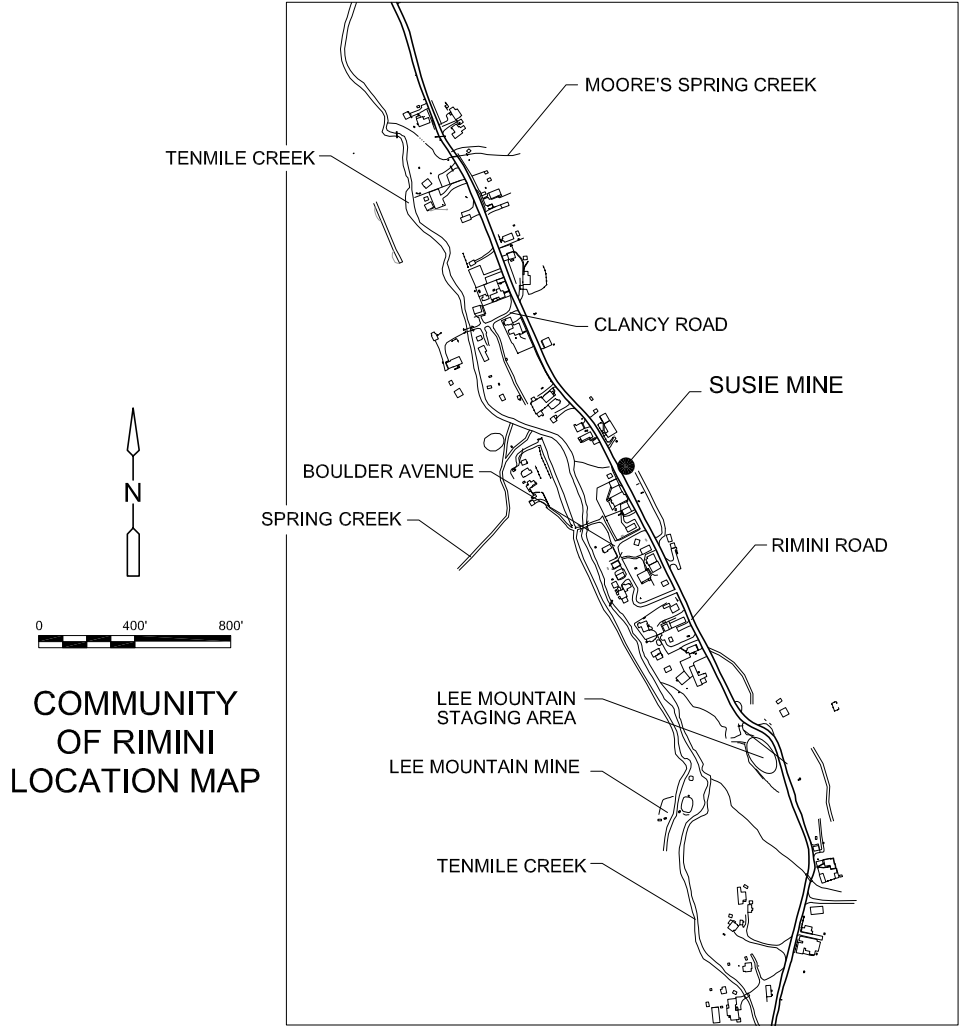 MOORE'S SPRING CREEK
TENMILE CREEK
CLANCY ROAD
SUSIE MINE
BOULDER AVENUE
SPRING CREEK
RIMINI ROAD
N
0 400' 800'
COMMUNITY
OF RIMINI
LOCATION MAP
LEE MOUNTAIN
STAGING AREA
LEE MOUNTAIN MINE
TENMILE CREEK